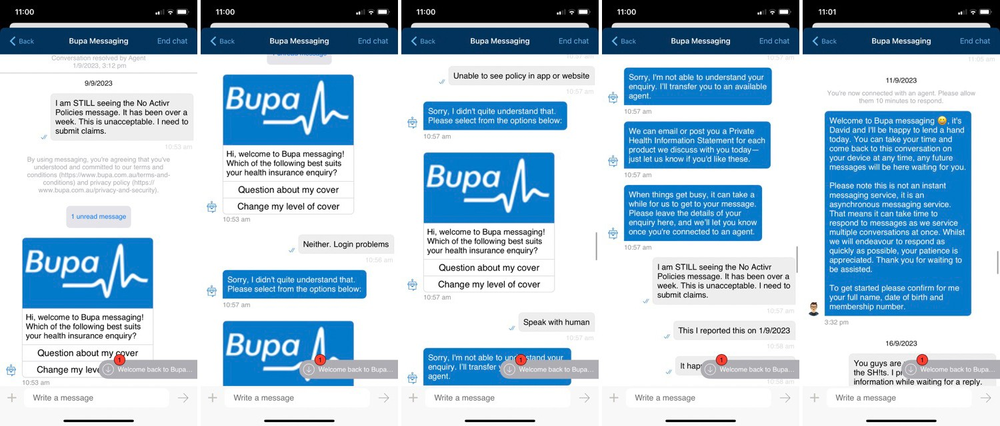 11:00
Back
Bupa Messaging
End chat
Conversation resolved by Agent
1/9/2023, 3:12 pm
9/9/2023
I am STILL seeing the No Activr
Policies message. It has been over a
week. This is unacceptable. I need to
submit claims.
10:53 am
By using messaging, you're agreeing that you've
understood and committed to our terms and
conditions (https://www.bupa.com.au/terms-and-
conditions) and privacy policy (https://
www.bupa.com.au/privacy-and-security).
1 unread message
Bupa
Hi, welcome to Bupa messaging!
Which of the following best suits
your health insurance enquiry?
Question about my cover
Change my leve
1
Welcome back to Bupa...
10:53 am
Write a message
11:00
Back
Bupa Messaging
End chat
1 unread message
Bupa
Hi, welcome to Bupa messaging!
Which of the following best suits
your health insurance enquiry?
Question about my cover
Change my level of cover
10:53 am
Neither. Login problems
10:56 am
Sorry, I didn't quite understand that.
Please select from the options below:
10:57 am
Bupa
1
Welcome back to Bupa...
Write a message
11:00
Back
Bupa Messaging
End chat
10:57 am
Unable to see policy in app or website
10:57 am
Sorry, I didn't quite understand that.
Please select from the options below:
10:57 am
Bupa
Hi, welcome to Bupa messaging!
Which of the following best suits
your health insurance enquiry?
Question about my cover
Change my level of cover
10:57 am
Speak with human
10:57 am
Sorry, I'm not able to understand your
enquiry. I'll transfer
agent.
1
Welcome back to Bupa...
Write a message
11:00
Back
Bupa Messaging
End chat
10:57 am
Sorry, I'm not able to understand your
enquiry. I'll transfer you to an available
agent.
10:57 am
We can email or post you a Private
Health Information Statement for each
product we discuss with you today—
just let us know if you'd like these.
10:57 am
When things get busy, it can take a
while for us to get to your message.
Please leave the details of your
enquiry here, and we'll let you know
once you're connected to an agent.
10:57 am
I am STILL seeing the No Activr
Policies message. It has been over a
week. This is unacceptable. I need to
submit claims.
10:57 am
This I reported this on 1/9/2023
10:58 am
It hap
1
Welcome back to Bupa...
10:58 am
Write a message
11:01
Back
Bupa Messaging
End chat
11:05 am
11/9/2023
You're now connected with an agent. Please allow
them 10 minutes to respond.
Welcome to Bupa messaging 😀, it's
David and I'll be happy to lend a hand
today. You can take your time and
come back to this conversation on
your device at any time, any future
messages will be here waiting for you.
Please note this is not an instant
messaging service, it is an
asynchronous messaging service.
That means it can take time to
respond to messages as we service
multiple conversations at once. Whilst
we will endeavour to respond as
quickly as possible, your patience is
appreciated. Thank you for waiting to
be assisted.
To get started please confirm for me
your full name, date of birth and
membership number.
3:32 pm
16/9/2023
You guys are
the SH!ts. I pr
information while waiting for a reply.
1
Welcome back to Bupa...
Write a message